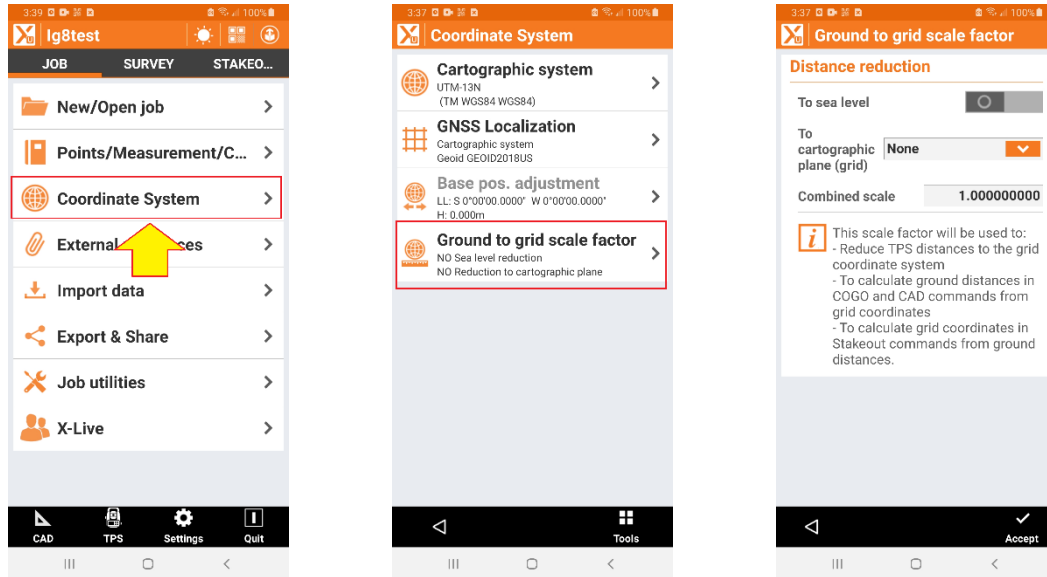 3:39 100%
lg8test
JOB SURVEY STAKEO...
New/Open job
Points/Measurement/C...
Coordinate System
Import data
Export & Share
Job utilities
X-Live
CAD TPS Settings Quit
3:37 100%
Coordinate System
Cartographic system
UTM-13N
(TM WGS84 WGS84)
GNSS Localization
Cartographic system
Geoid GEOID2018US
Base pos. adjustment
LL: S 0°00'00.0000" W 0°00'00.0000"
H: 0.000m
Ground to grid scale factor
NO Sea level reduction
NO Reduction to cartographic plane
Tools
3:37 100%
Ground to grid scale factor
Distance reduction
To sea level
To
cartographic None
plane (grid)
Combined scale 1.000000000
This scale factor will be used to:
- Reduce TPS distances to the grid
coordinate system
- To calculate ground distances in
COGO and CAD commands from
grid coordinates
- To calculate grid coordinates in
Stakeout commands from ground
distances.
Accept